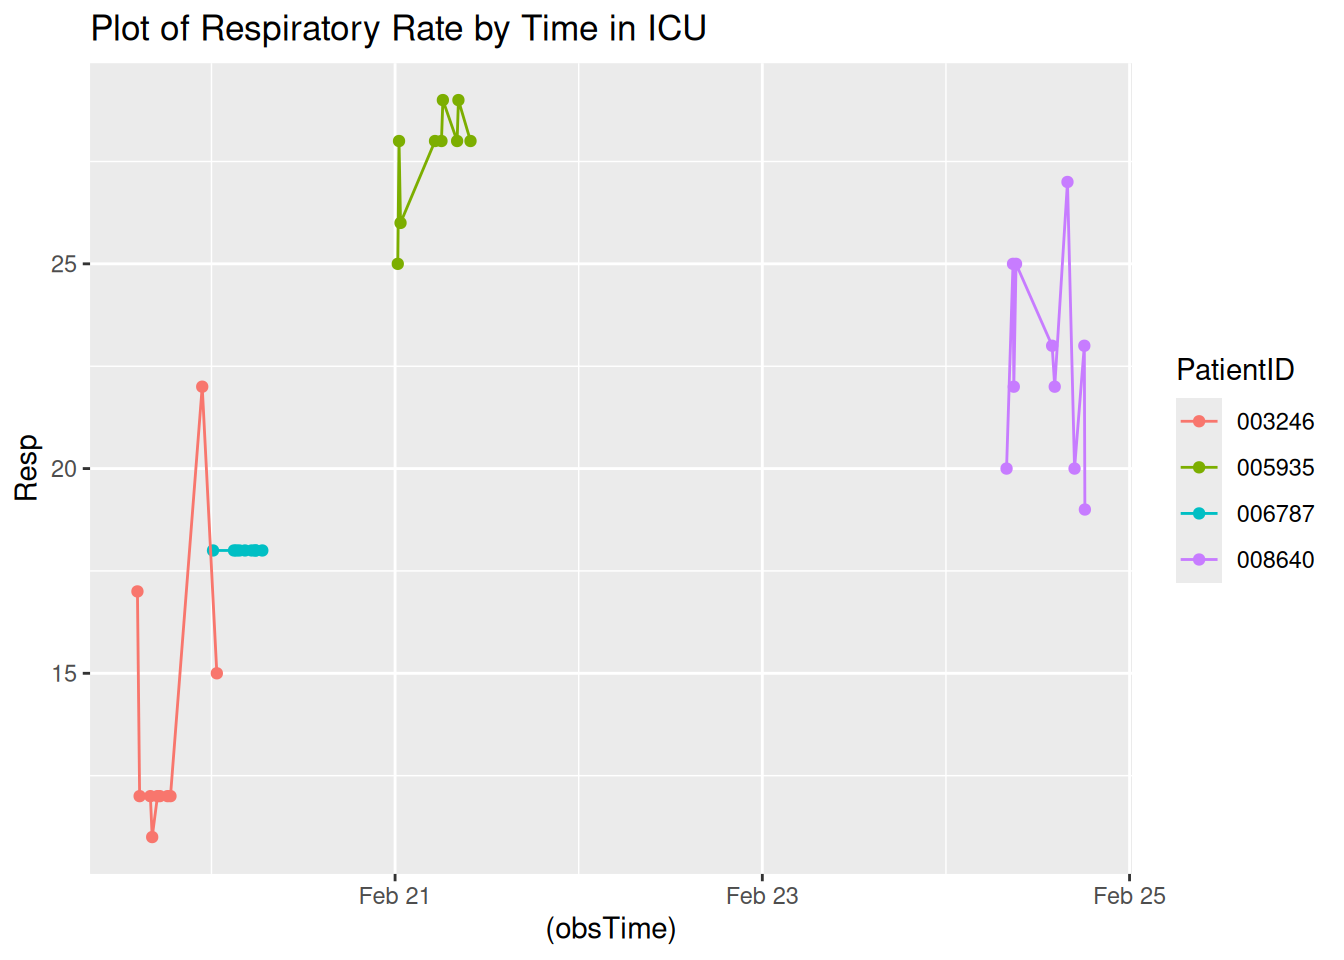 Plot of Respiratory Rate by Time in ICU
25
20
15
Resp
Feb 21
Feb 23
Feb 25
(obsTime)
PatientID
003246
005935
006787
008640